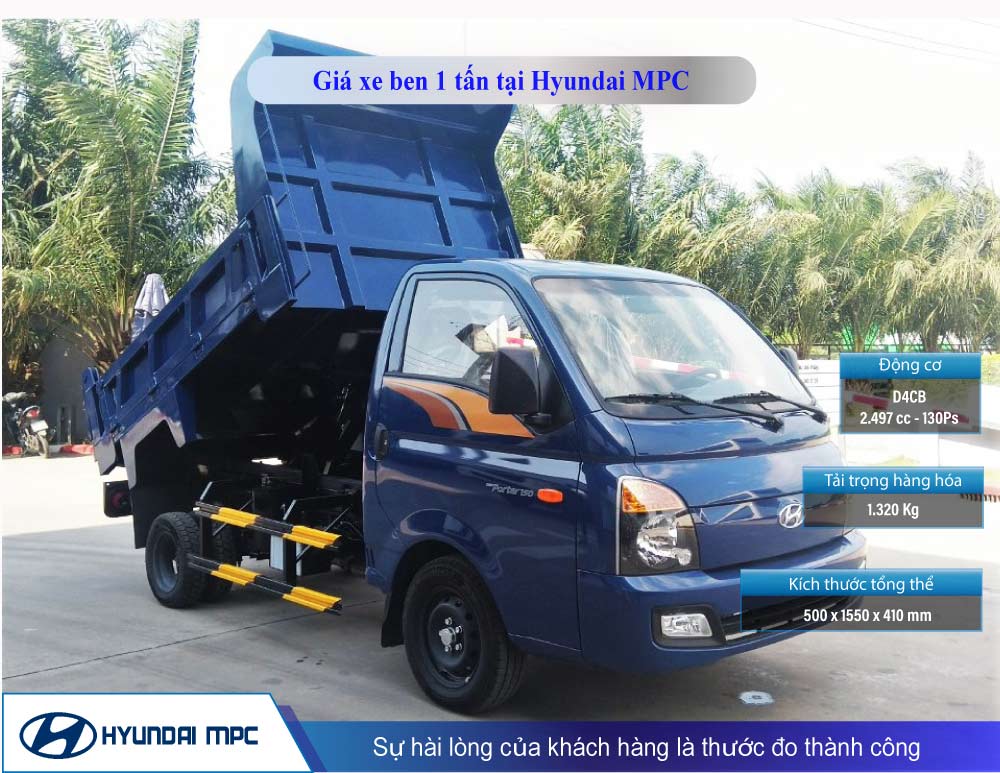 Giá xe ben 1 tấn tại Hyundai MPC
Động cơ
D4CB
2.497 cc - 130Ps
Tải trọng hàng hóa
1.320 Kg
Porter150
Kích thước tổng thể
500 x 1550 x 410 mm
HYUNDAI MPC
Sự hài lòng của khách hàng là thước đo thành công